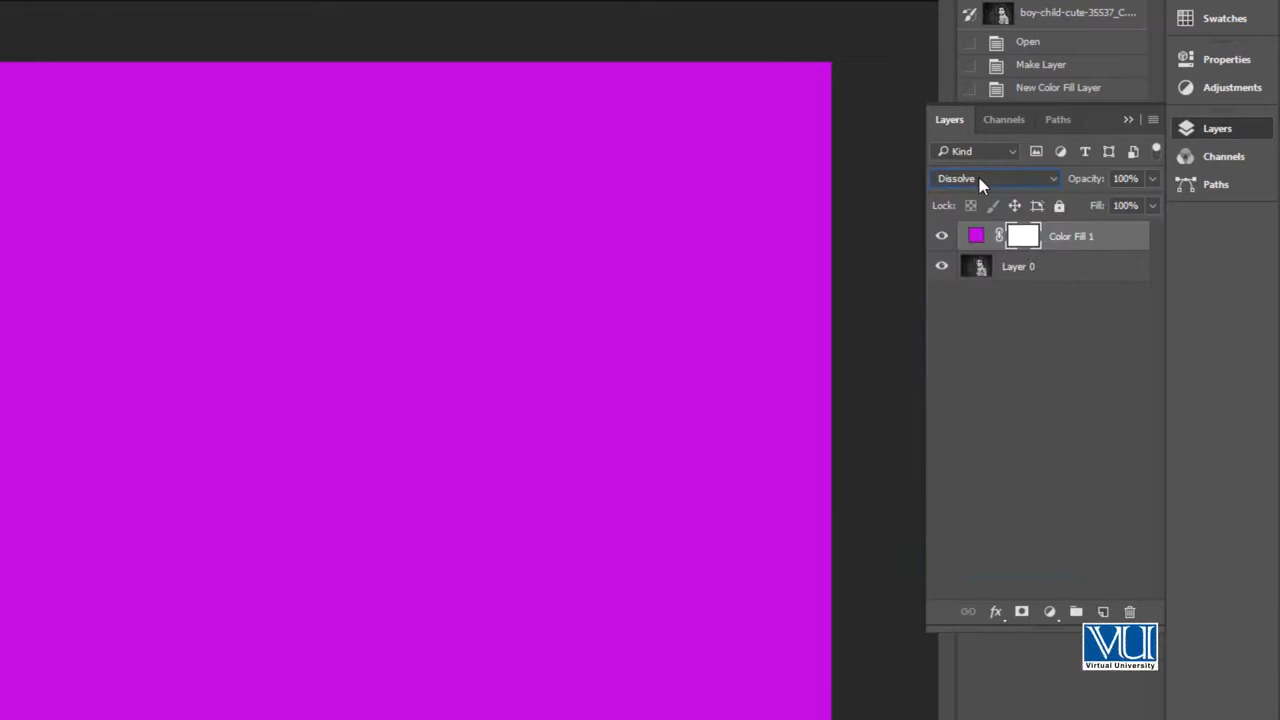 boy-child-cute-35537_C....
Open
Make Layer
New Color Fill Layer
Layers Channels Paths
Kind
Dissolve Opacity: 100%
Lock: Fill: 100%
Color Fill 1
Layer 0
fx
Swatches
Properties
Adjustments
Layers
Channels
Paths
VU
Virtual University